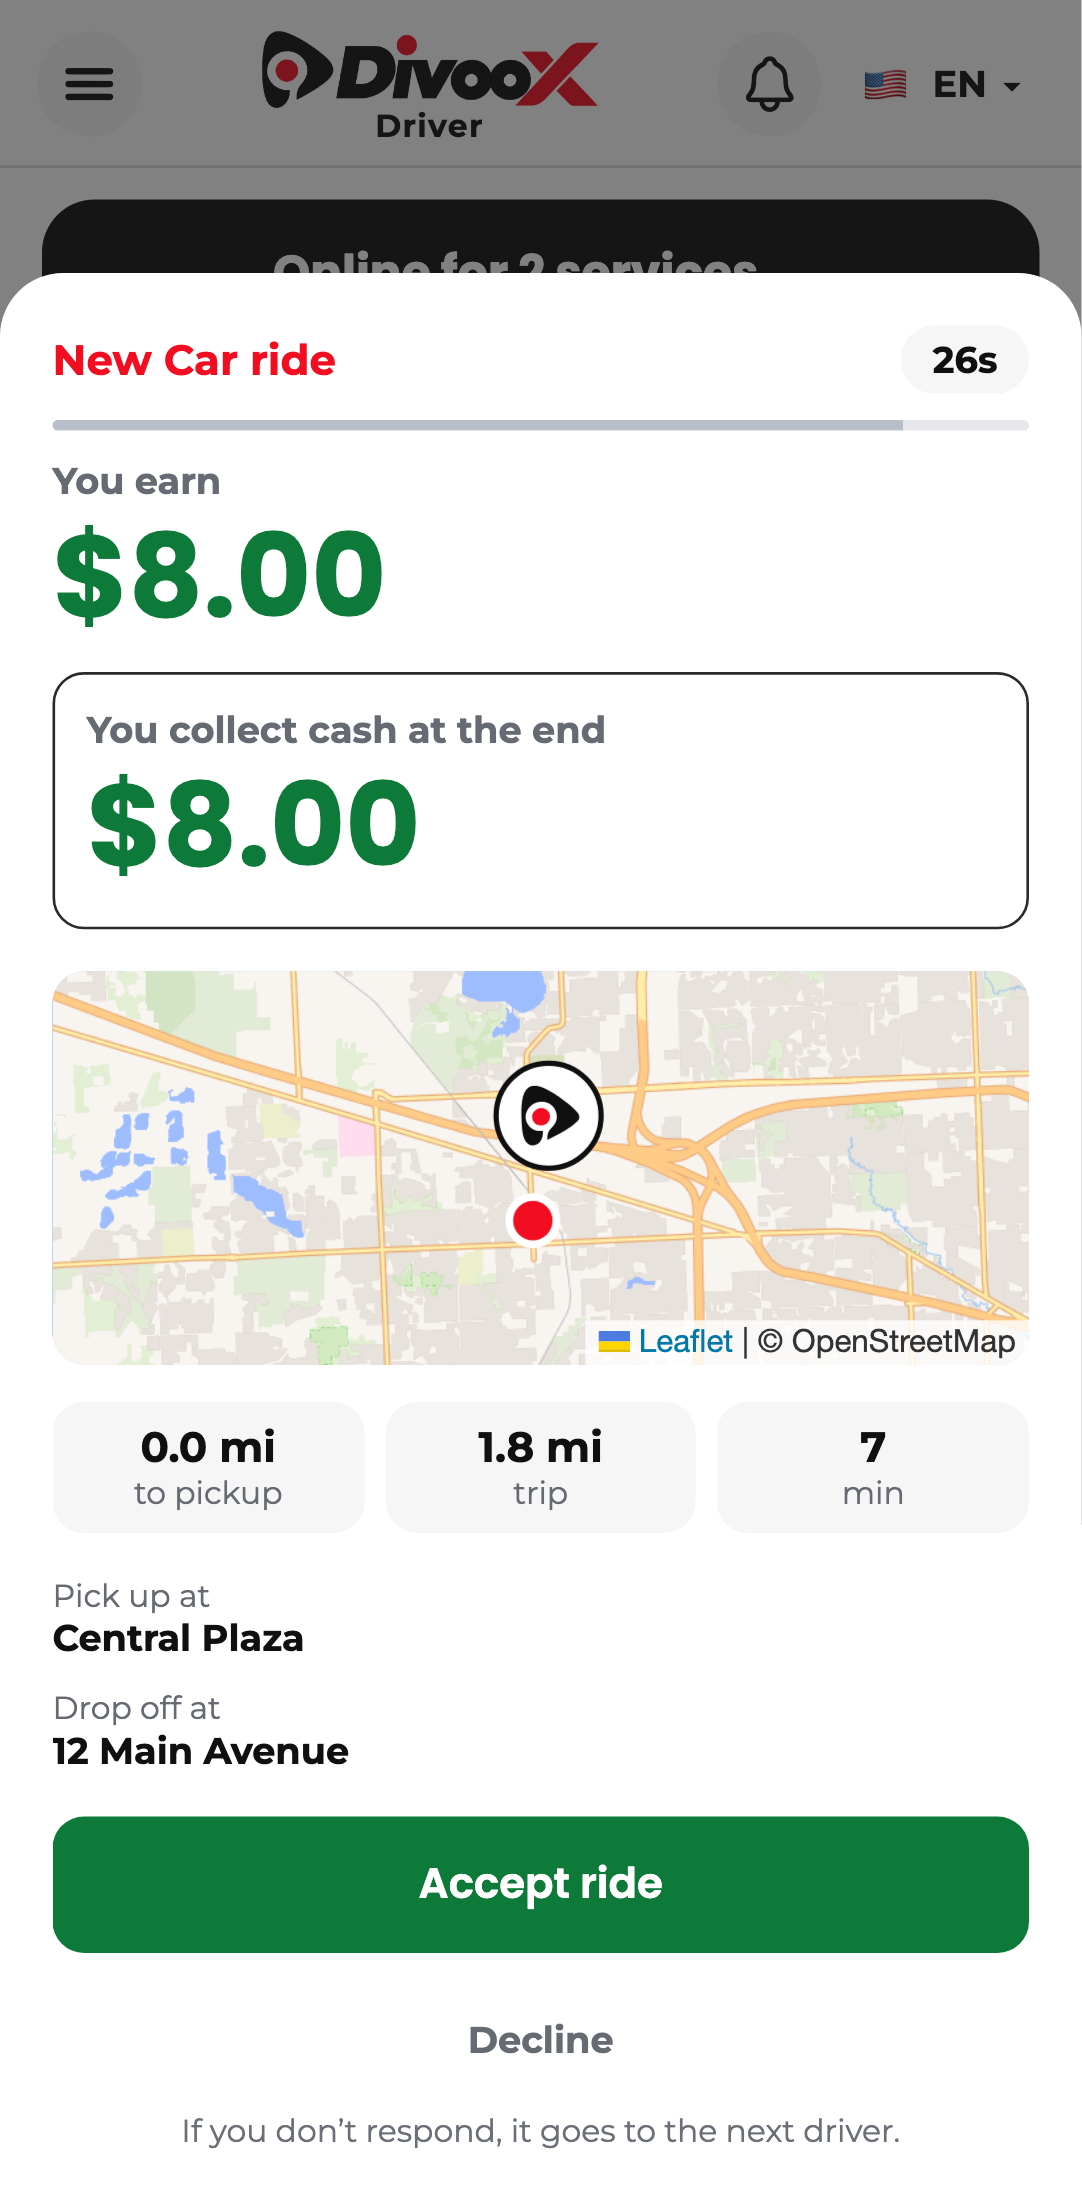 DivooX
Driver
EN
Online for 2 services
New Car ride
26s
You earn
$8.00
You collect cash at the end
$8.00
Leaflet | © OpenStreetMap
0.0 mi
to pickup
1.8 mi
trip
7
min
Pick up at
Central Plaza
Drop off at
12 Main Avenue
Accept ride
Decline
If you don’t respond, it goes to the next driver.